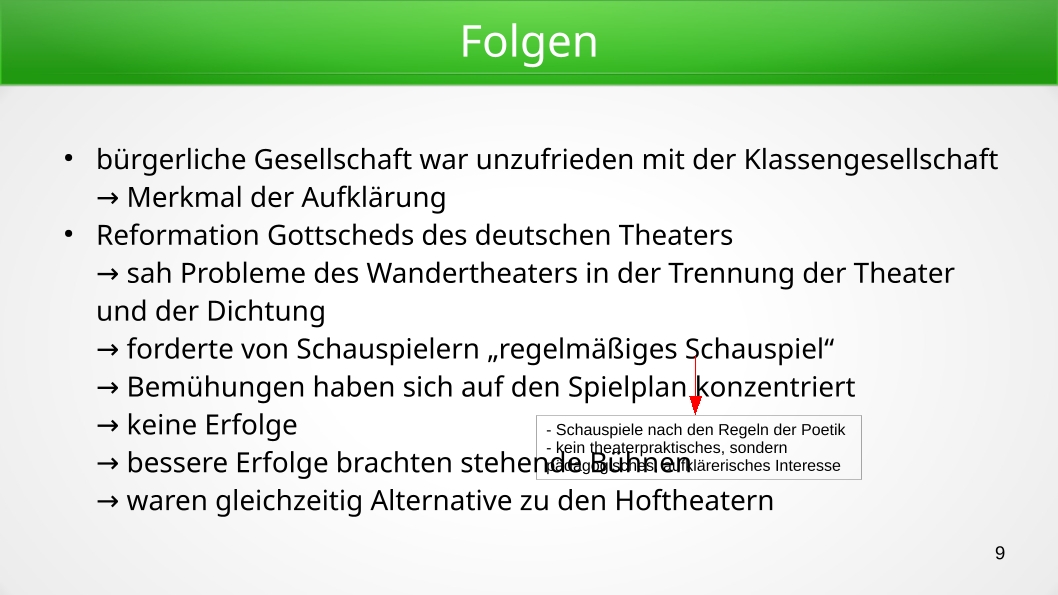 Folgen
• bürgerliche Gesellschaft war unzufrieden mit der Klassengesellschaft
→ Merkmal der Aufklärung
• Reformation Gottscheds des deutschen Theaters
→ sah Probleme des Wandertheaters in der Trennung der Theater
und der Dichtung
→ forderte von Schauspielern „regelmäßiges Schauspiel“
→ Bemühungen haben sich auf den Spielplan konzentriert
→ keine Erfolge
→ bessere Erfolge brachten stehende Bühnen
→ waren gleichzeitig Alternative zu den Hoftheatern
- Schauspiele nach den Regeln der Poetik
- kein theaterpraktisches, sondern
pädagogisches, aufklärerisches Interesse
9